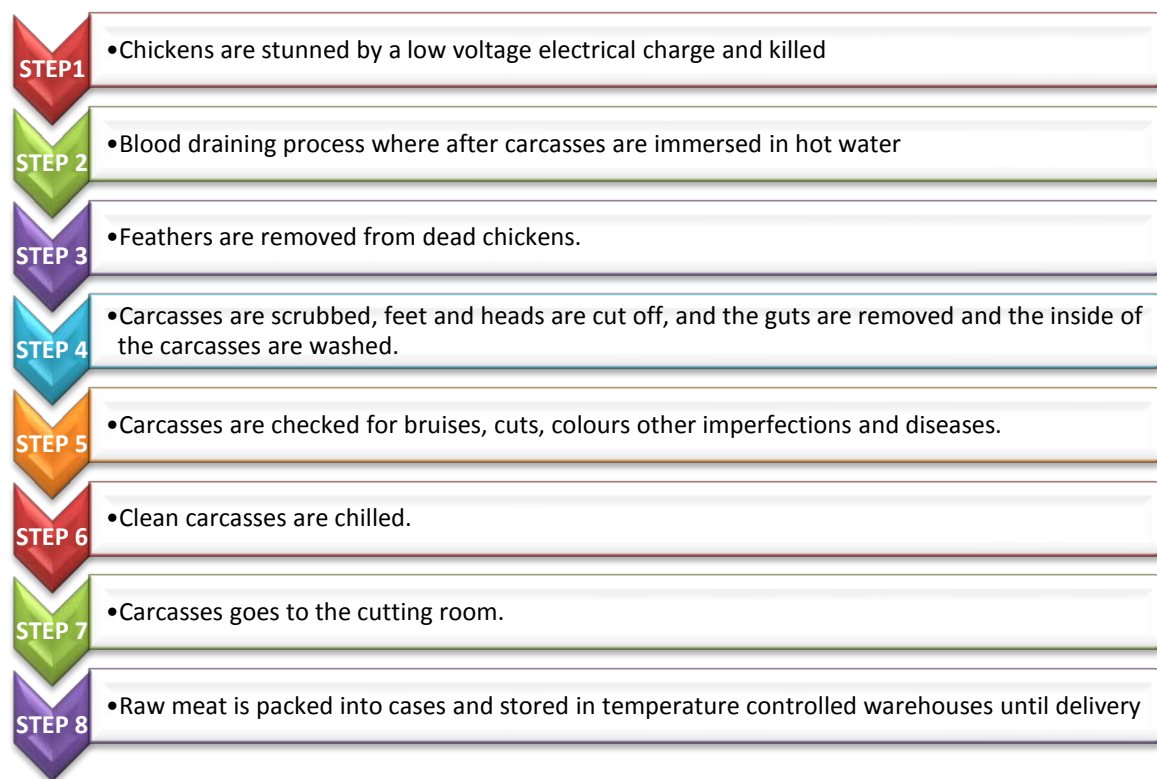 STEP1
•Chickens are stunned by a low voltage electrical charge and killed
STEP 2
•Blood draining process where after carcasses are immersed in hot water
STEP 3
•Feathers are removed from dead chickens.
STEP 4
•Carcasses are scrubbed, feet and heads are cut off, and the guts are removed and the inside of
the carcasses are washed.
STEP 5
•Carcasses are checked for bruises, cuts, colours other imperfections and diseases.
STEP 6
•Clean carcasses are chilled.
STEP 7
•Carcasses goes to the cutting room.
STEP 8
•Raw meat is packed into cases and stored in temperature controlled warehouses until delivery